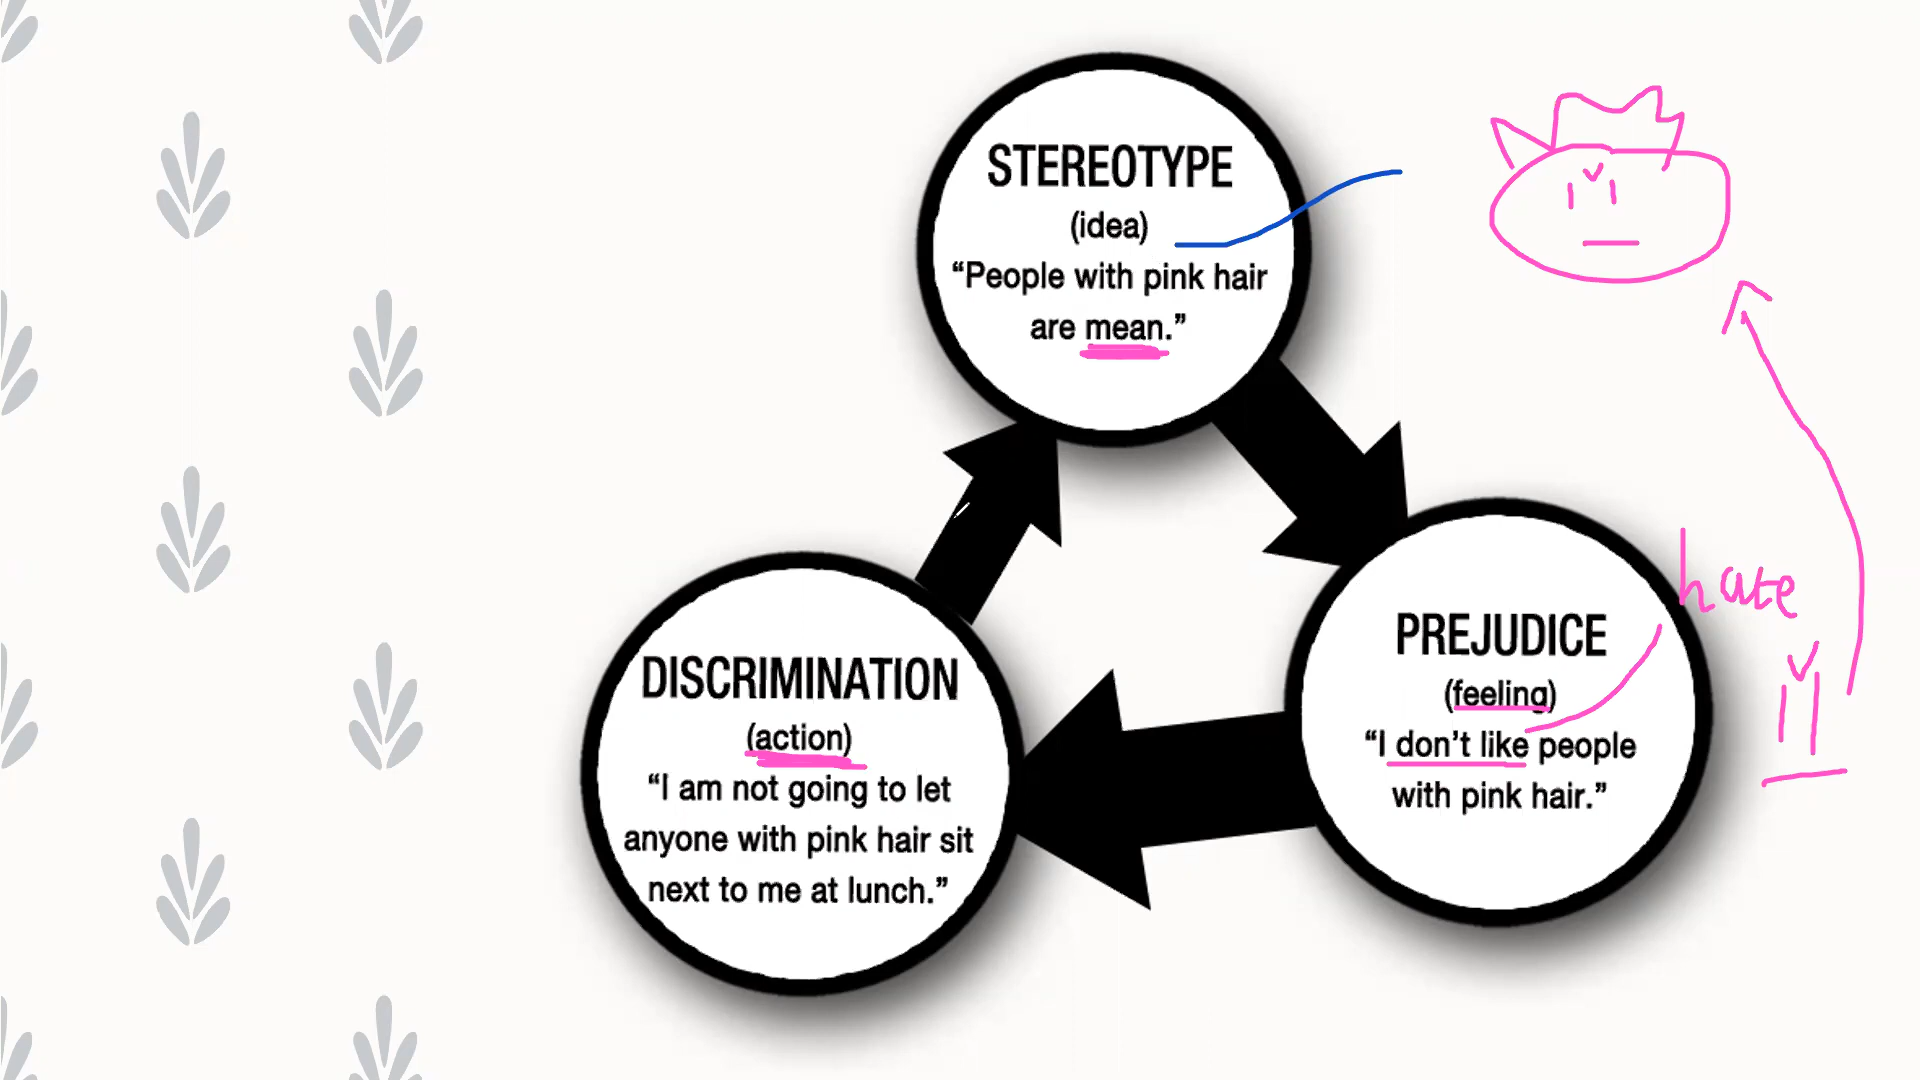 STEREOTYPE
(idea)
“People with pink hair
are mean.”
hate
PREJUDICE
(feeling)
“I don’t like people
with pink hair.”
DISCRIMINATION
(action)
“I am not going to let
anyone with pink hair sit
next to me at lunch.”